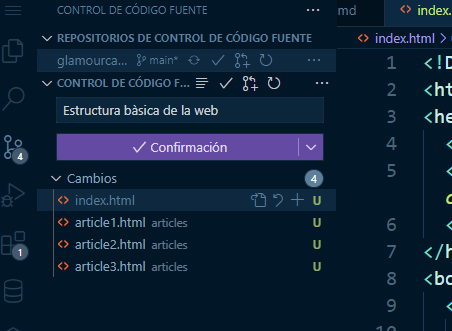 CONTROL DE CÓDIGO FUENTE
md
index.
REPOSITORIOS DE CONTROL DE CÓDIGO FUENTE
glamourca... main*
index.html
CONTROL DE CÓDIGO F...
Estructura bàsica de la web
Confirmación
Cambios 4
index.html U
article1.html articles U
article2.html articles U
article3.html articles U
4
1
1 <!D
2 <ht
3 <he
4 <
5 <
6 <
7 </h
8 <bo
9 <
10